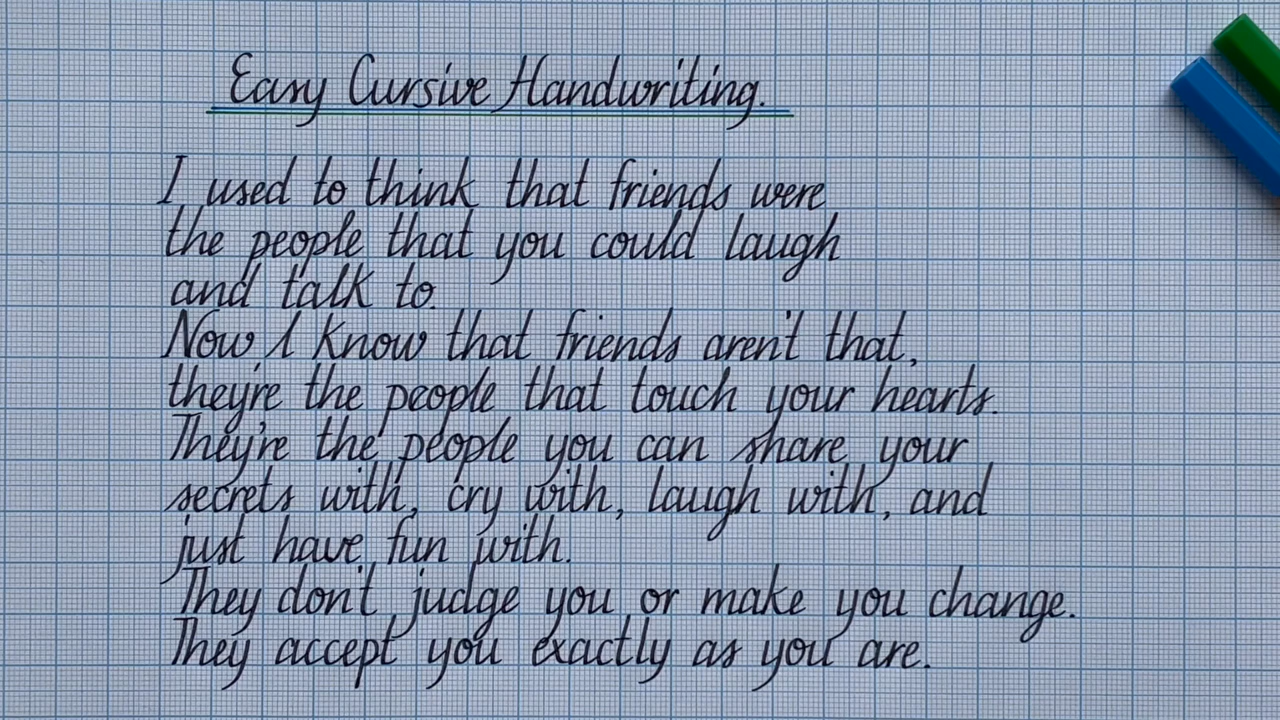 Easy Cursive Handwriting.
I used to think that friends were
the people that you could laugh
and talk to.
Now I know that friends aren't that,
they're the people that touch your hearts.
They're the people you can share your
secrets with, cry with, laugh with, and
just have fun with.
They don't judge you or make you change.
They accept you exactly as you are.